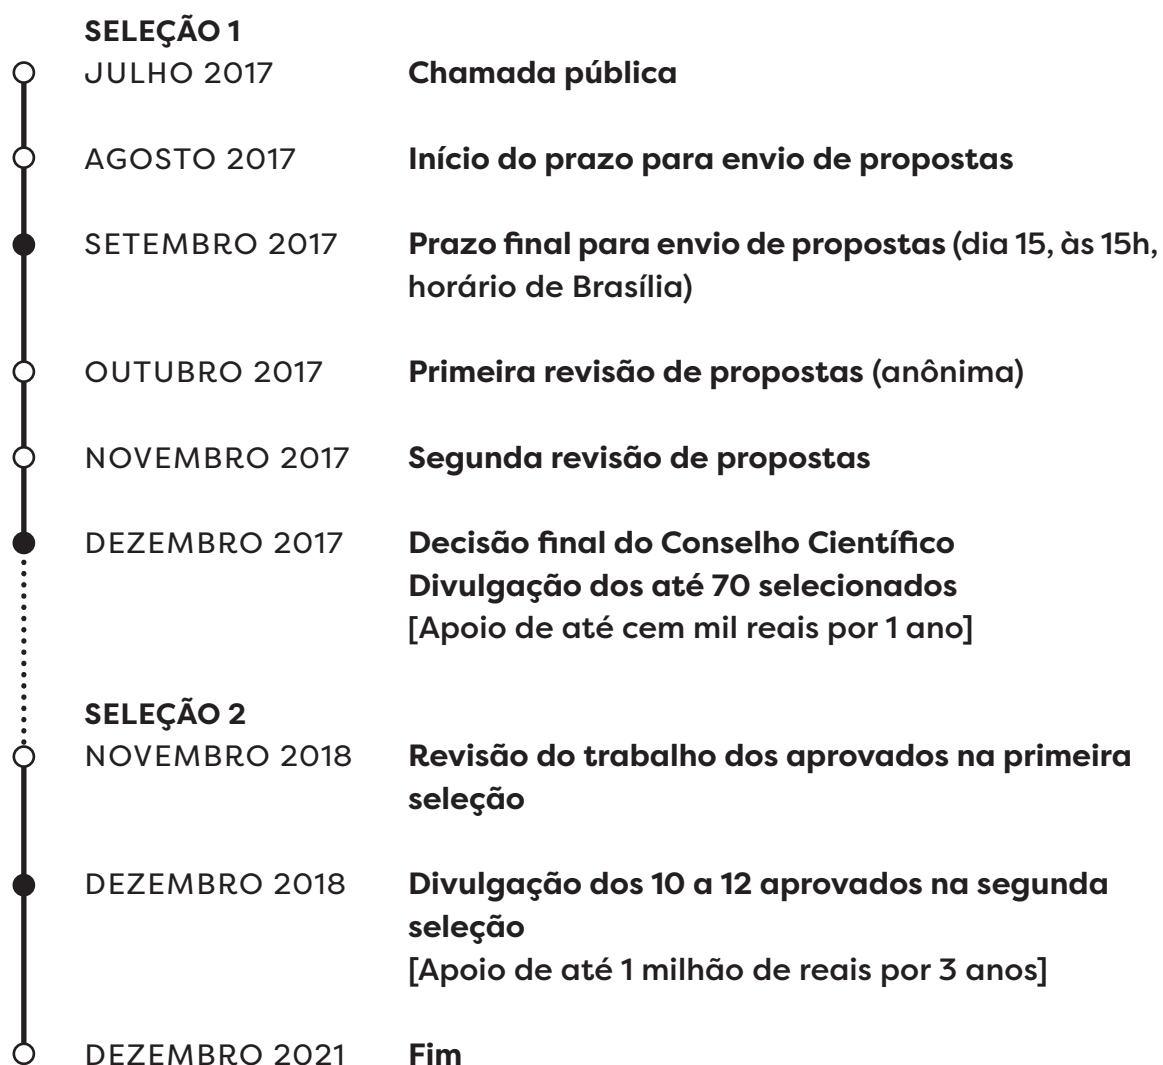 SELEÇÃO 1
JULHO 2017 Chamada pública
AGOSTO 2017 Início do prazo para envio de propostas
SETEMBRO 2017 Prazo final para envio de propostas (dia 15, às 15h,
horário de Brasília)
OUTUBRO 2017 Primeira revisão de propostas (anônima)
NOVEMBRO 2017 Segunda revisão de propostas
DEZEMBRO 2017 Decisão final do Conselho Científico
Divulgação dos até 70 selecionados
[Apoio de até cem mil reais por 1 ano]
SELEÇÃO 2
NOVEMBRO 2018 Revisão do trabalho dos aprovados na primeira
seleção
DEZEMBRO 2018 Divulgação dos 10 a 12 aprovados na segunda
seleção
[Apoio de até 1 milhão de reais por 3 anos]
DEZEMBRO 2021 Fim